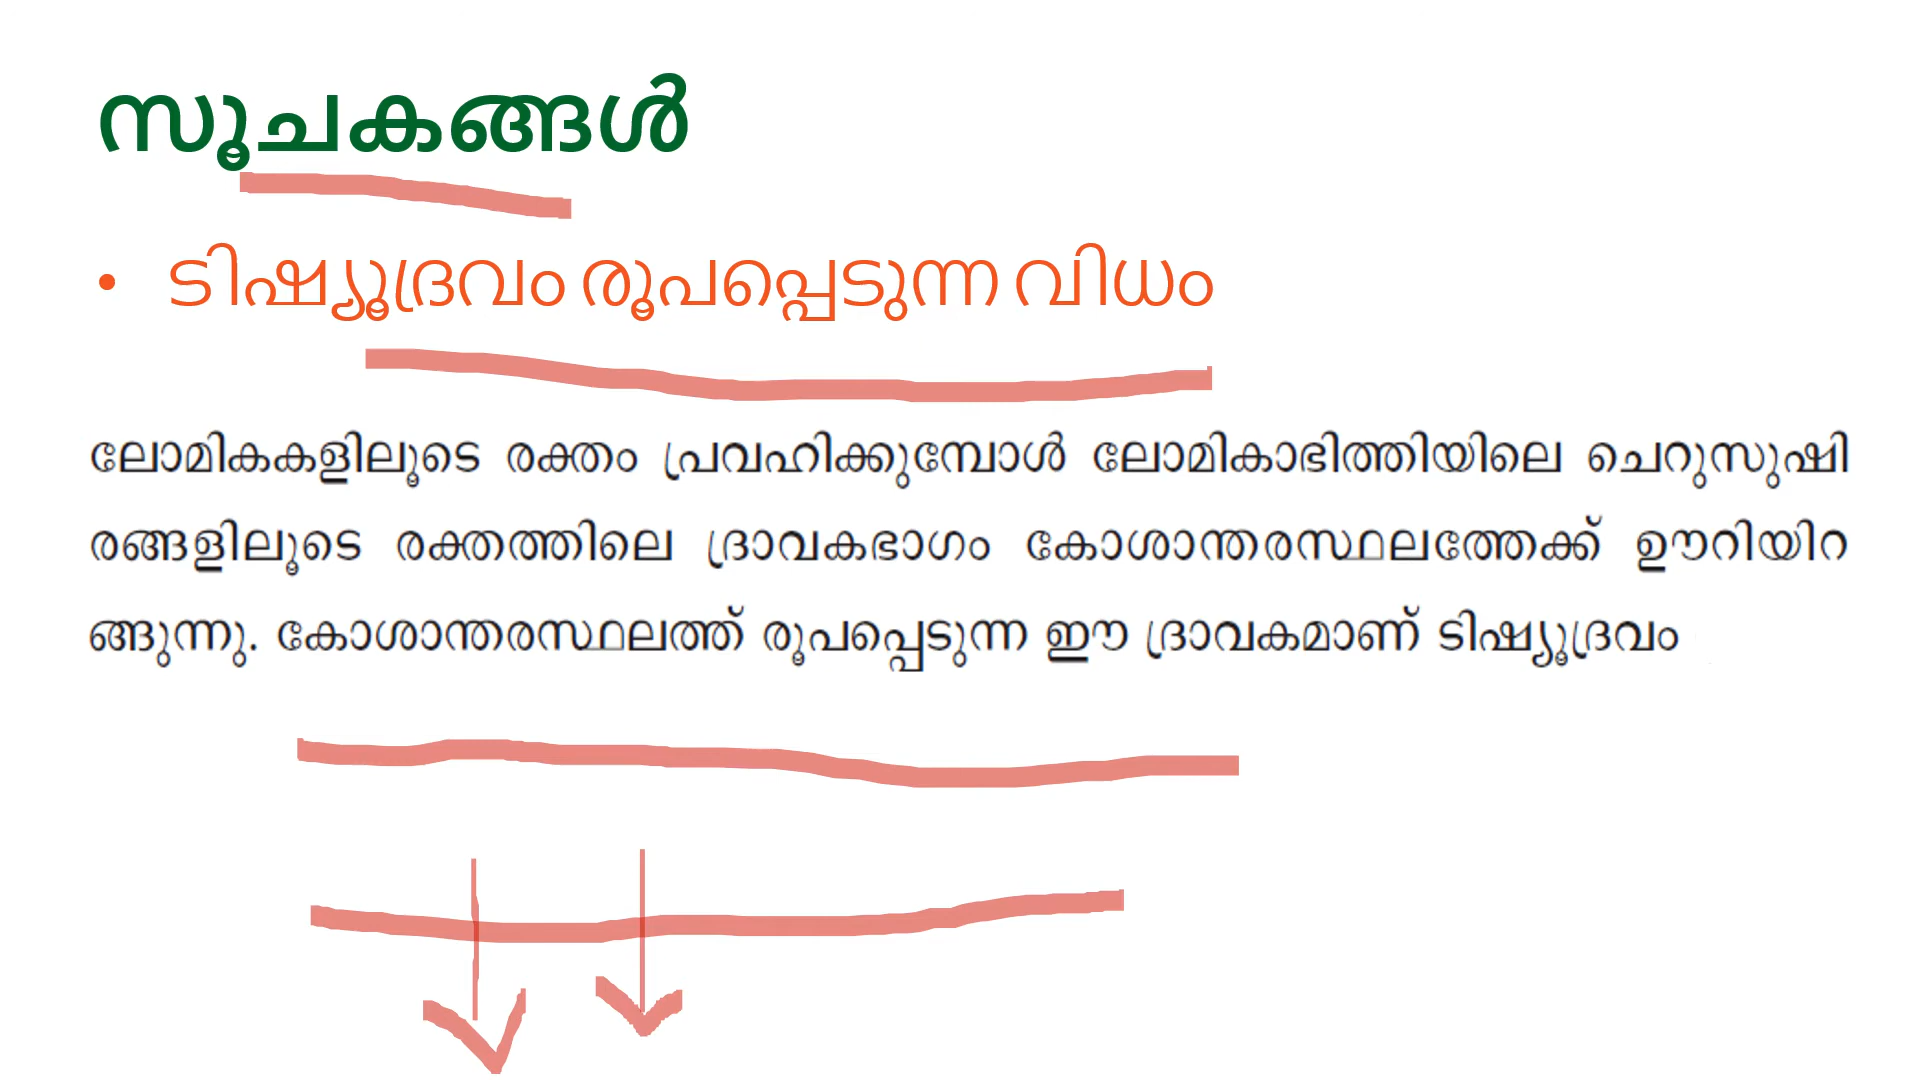 സൂചകങ്ങൾ
• ടിഷ്യൂദ്രവം രൂപപ്പെടുന്ന വിധം
ലോമികകളിലൂടെ രക്തം പ്രവഹിക്കുമ്പോൾ ലോമികാഭിത്തിയിലെ ചെറുസുഷി
രങ്ങളിലൂടെ രക്തത്തിലെ ദ്രാവകഭാഗം കോശാന്തരസ്ഥലത്തേക്ക് ഊറിയിറ
ങ്ങുന്നു. കോശാന്തരസ്ഥലത്ത് രൂപപ്പെടുന്ന ഈ ദ്രാവകമാണ് ടിഷ്യൂദ്രവം